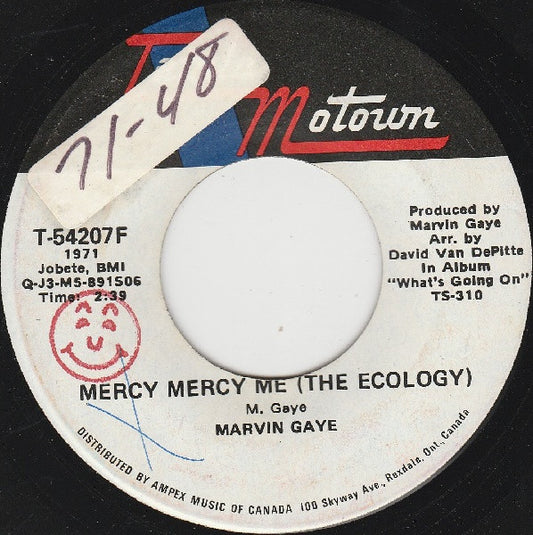 71-48
T Motown
T-54207F
1971
Jobete, BMI
Q-J3-M5-891S06
Time: 2:39
Produced by
Marvin Gaye
Arr. by
David Van DePitte
In Album
"What's Going On"
TS-310
MERCY MERCY ME (THE ECOLOGY)
M. Gaye
MARVIN GAYE
DISTRIBUTED BY AMPEX MUSIC OF CANADA 100 Skyway Ave., Rexdale, Ont., Canada